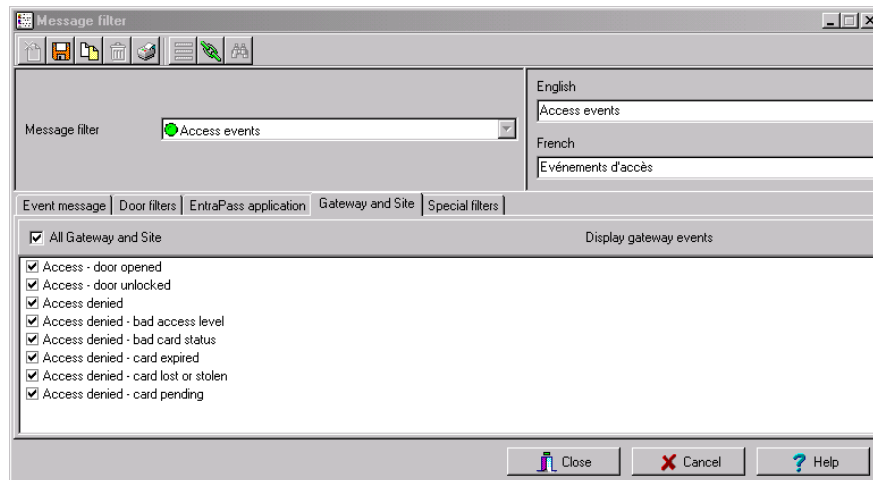 Message filter
English
Access events
Message filter
Access events
French
Evénements d'accès
Event message
Door filters
EntraPass application
Gateway and Site
Special filters
All Gateway and Site
Display gateway events
Access - door opened
Access - door unlocked
Access denied
Access denied - bad access level
Access denied - bad card status
Access denied - card expired
Access denied - card lost or stolen
Access denied - card pending
Close
Cancel
Help